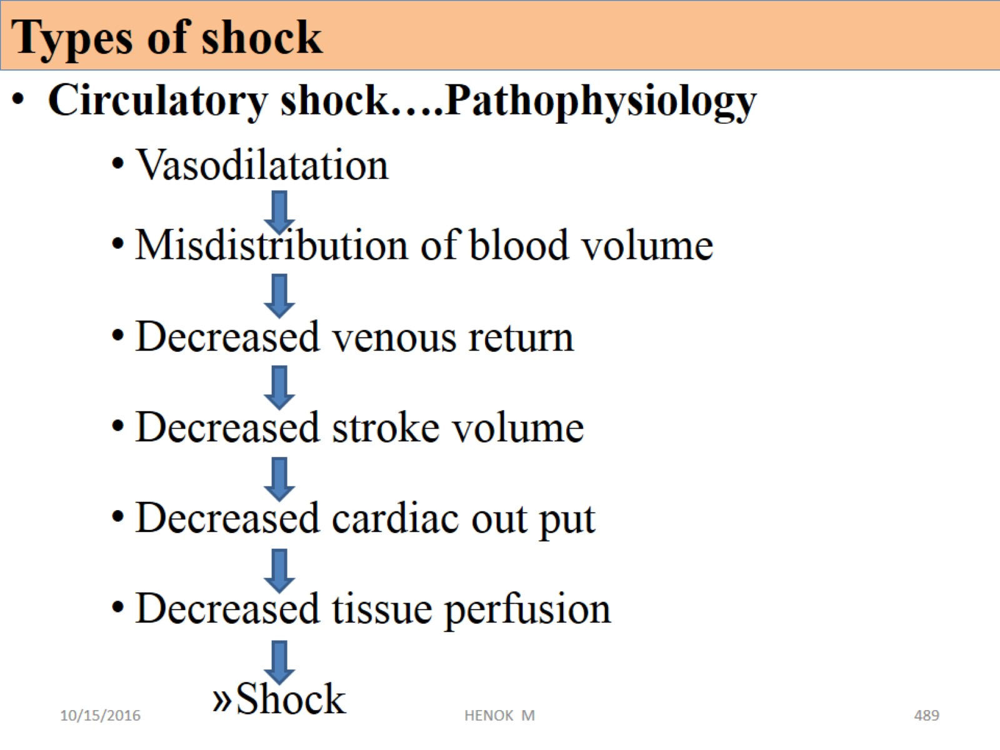 Types of shock
• Circulatory shock….Pathophysiology
• Vasodilatation
• Misdistribution of blood volume
• Decreased venous return
• Decreased stroke volume
• Decreased cardiac out put
• Decreased tissue perfusion
»Shock
10/15/2016 HENOK M 489